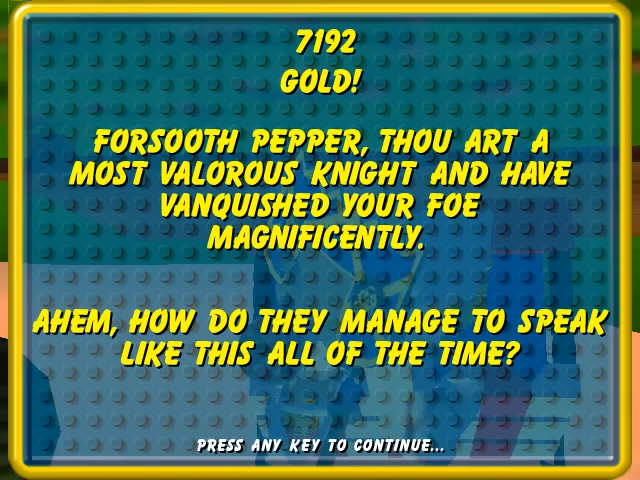 7192
GOLD!
FORSOOTH PEPPER, THOU ART A
MOST VALOROUS KNIGHT AND HAVE
VANQUISHED YOUR FOE
MAGNIFICENTLY.
AHEM, HOW DO THEY MANAGE TO SPEAK
LIKE THIS ALL OF THE TIME?
PRESS ANY KEY TO CONTINUE...